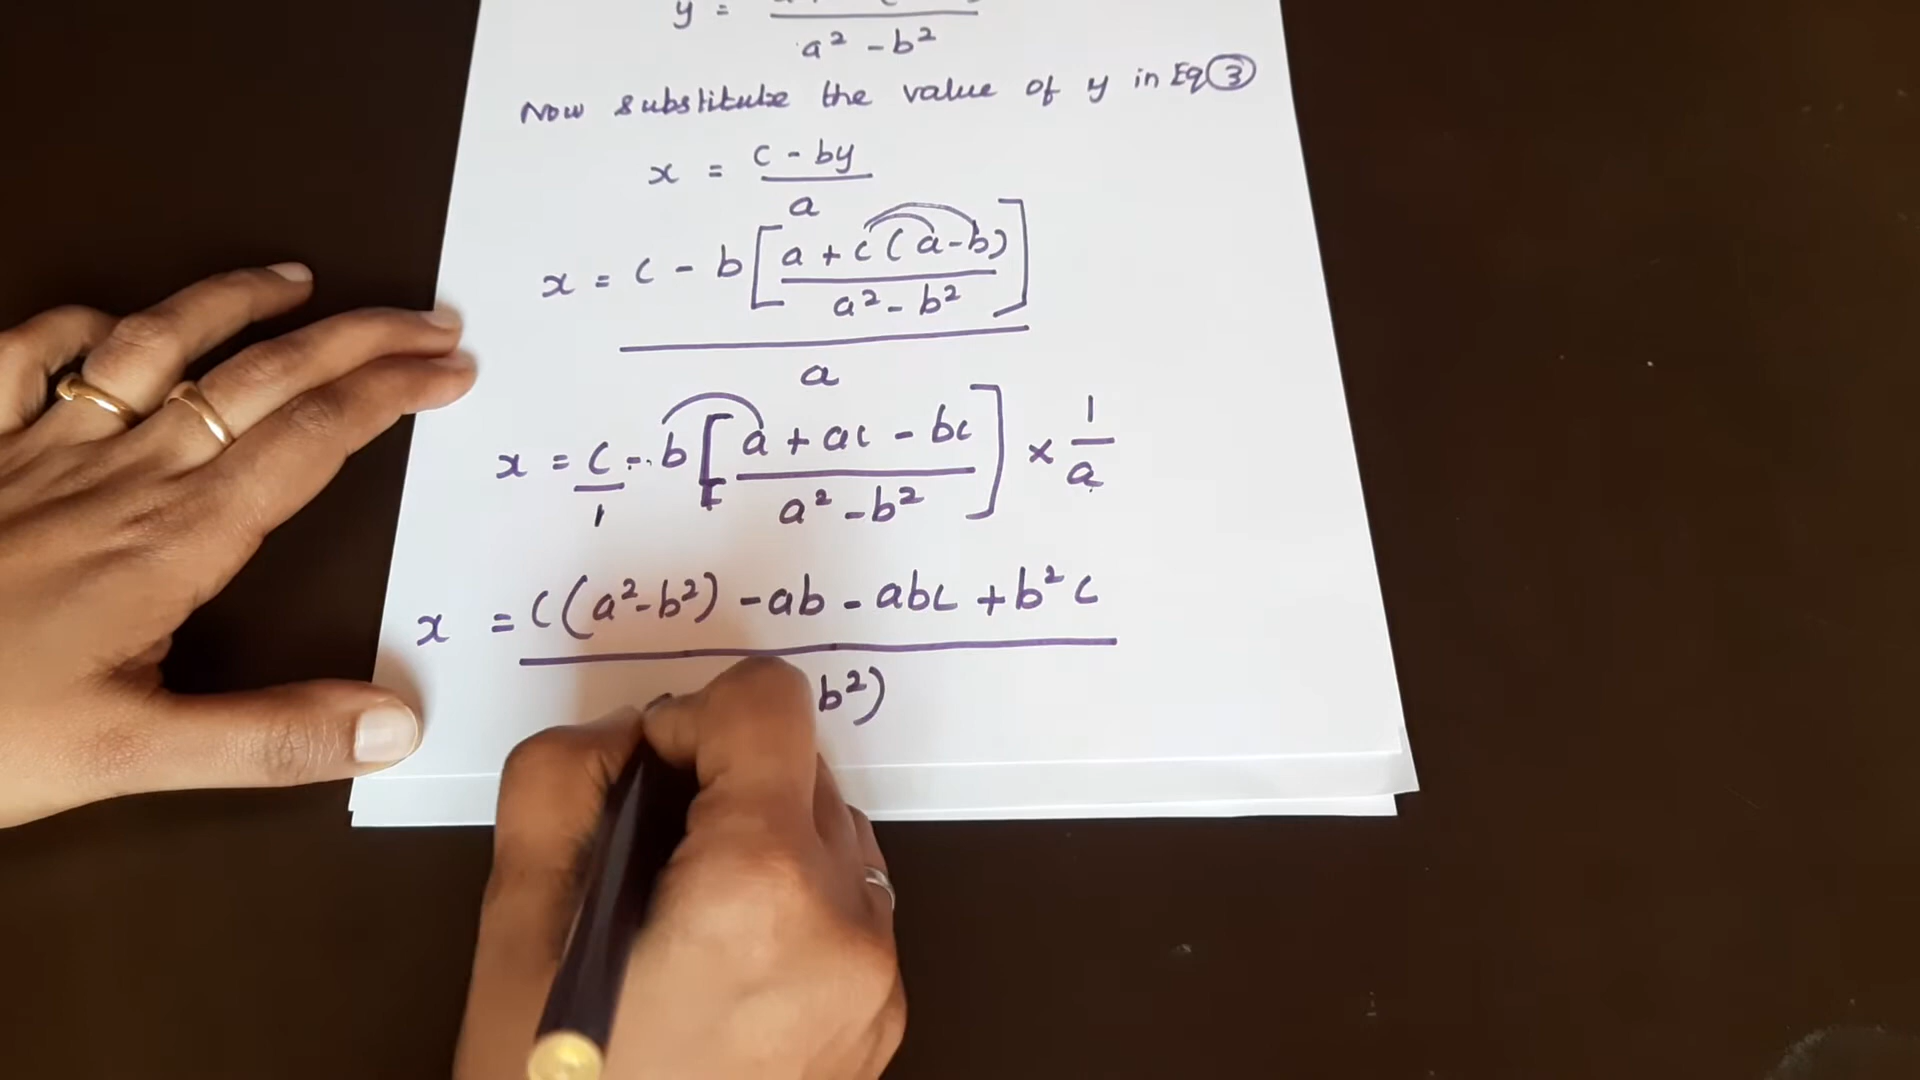 y =
a² - b²
Now substitute the value of y in Eq ③
x = c - by
a
x = c - b [ a + c (a - b)
a² - b² ]
a
x = c - b [ a + ac - bc ] × 1
1 a² - b² a
x = c(a² - b²) - ab - abc + b²c
b²)